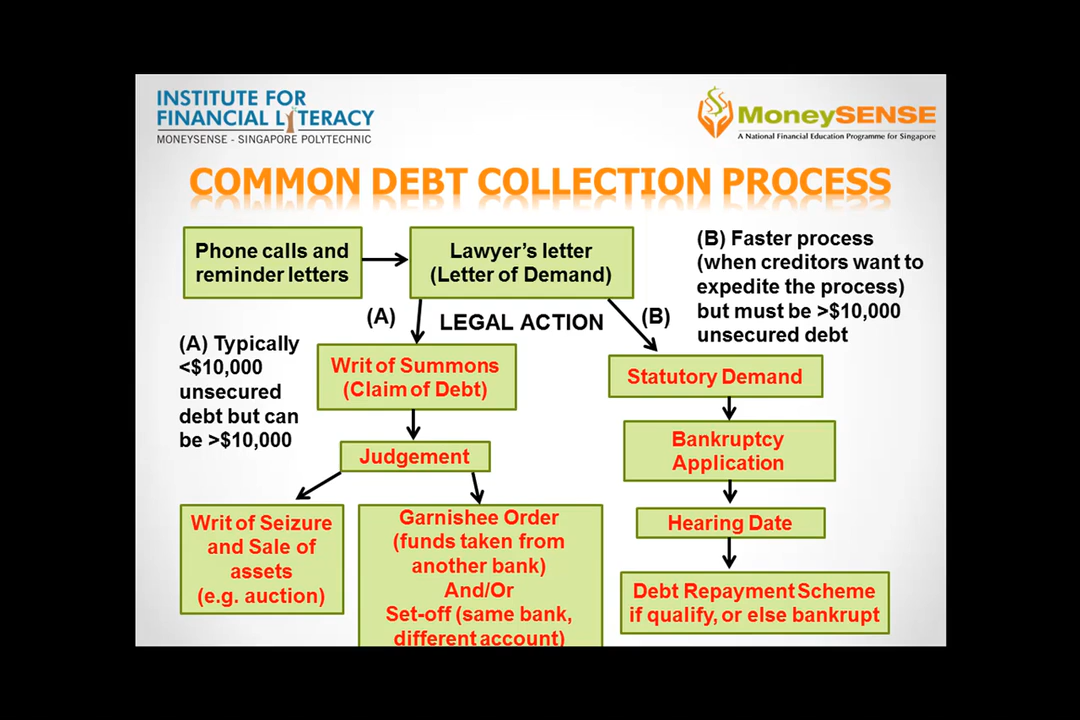 INSTITUTE FOR
FINANCIAL LITERACY
MONEYSENSE - SINGAPORE POLYTECHNIC
MoneySENSE
A National Financial Education Programme for Singapore
COMMON DEBT COLLECTION PROCESS
Phone calls and
reminder letters
Lawyer's letter
(Letter of Demand)
(B) Faster process
(when creditors want to
expedite the process)
but must be >$10,000
unsecured debt
(A)
LEGAL ACTION
(B)
(A) Typically
<$10,000
unsecured
debt but can
be >$10,000
Writ of Summons
(Claim of Debt)
Judgement
Writ of Seizure
and Sale of
assets
(e.g. auction)
Garnishee Order
(funds taken from
another bank)
And/Or
Set-off (same bank,
different account)
Statutory Demand
Bankruptcy
Application
Hearing Date
Debt Repayment Scheme
if qualify, or else bankrupt